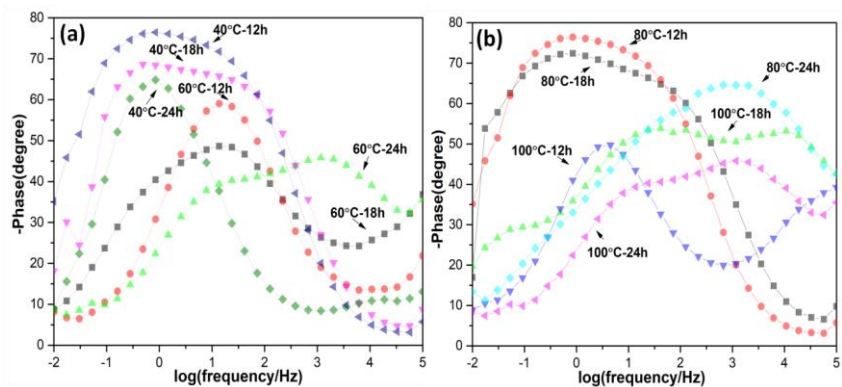 (a)
40°C-12h
40°C-18h
60°C-12h
40°C-24h
60°C-24h
60°C-18h
-Phase(degree)
80
70
60
50
40
30
20
10
0
-2 -1 0 1 2 3 4 5
log(frequency/Hz)
(b)
80°C-12h
80°C-18h
80°C-24h
100°C-18h
100°C-12h
100°C-24h
-Phase(degree)
80
70
60
50
40
30
20
10
0
-2 -1 0 1 2 3 4 5
log(frequency/Hz)